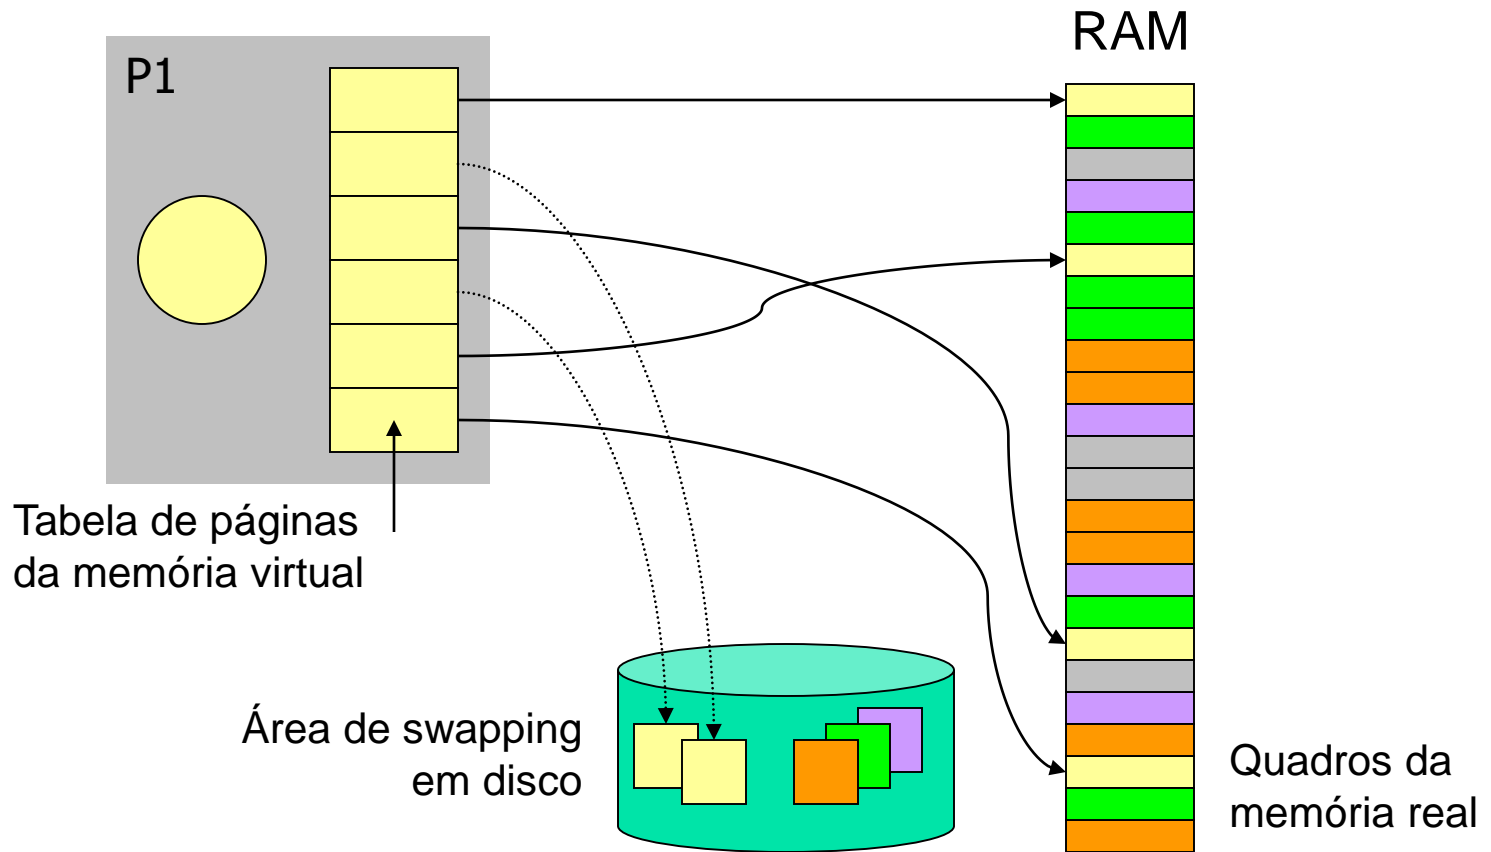 RAM
P1
Tabela de páginas
da memória virtual
Área de swapping
em disco
Quadros da
memória real